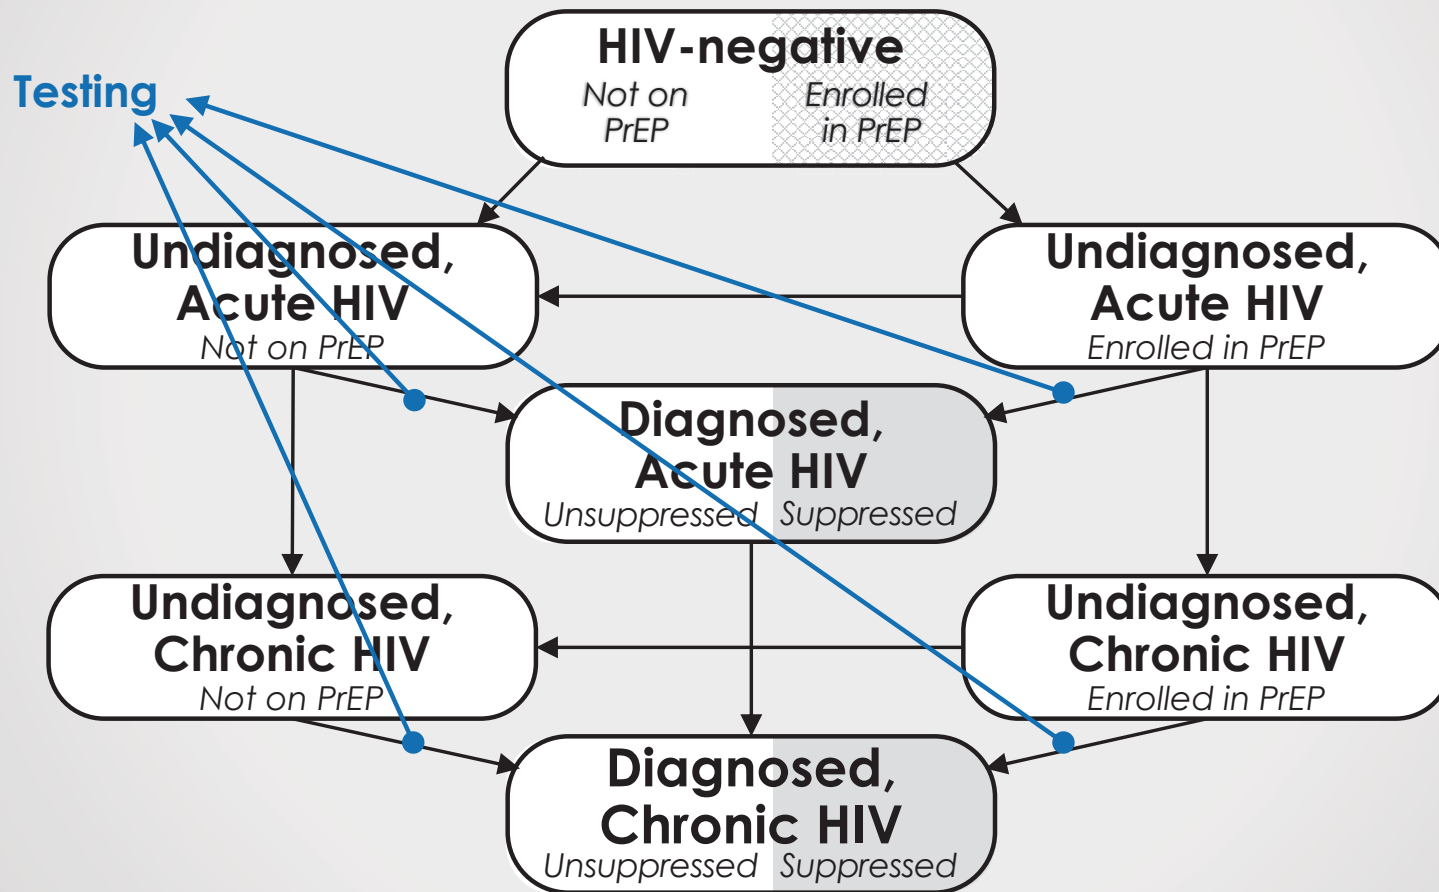 HIV-negative
Not on
PrEP
Enrolled
in PrEP
Testing
Undiagnosed,
Acute HIV
Not on PrEP
Undiagnosed,
Acute HIV
Enrolled in PrEP
Diagnosed,
Acute HIV
Unsuppressed Suppressed
Undiagnosed,
Chronic HIV
Not on PrEP
Undiagnosed,
Chronic HIV
Enrolled in PrEP
Diagnosed,
Chronic HIV
Unsuppressed Suppressed